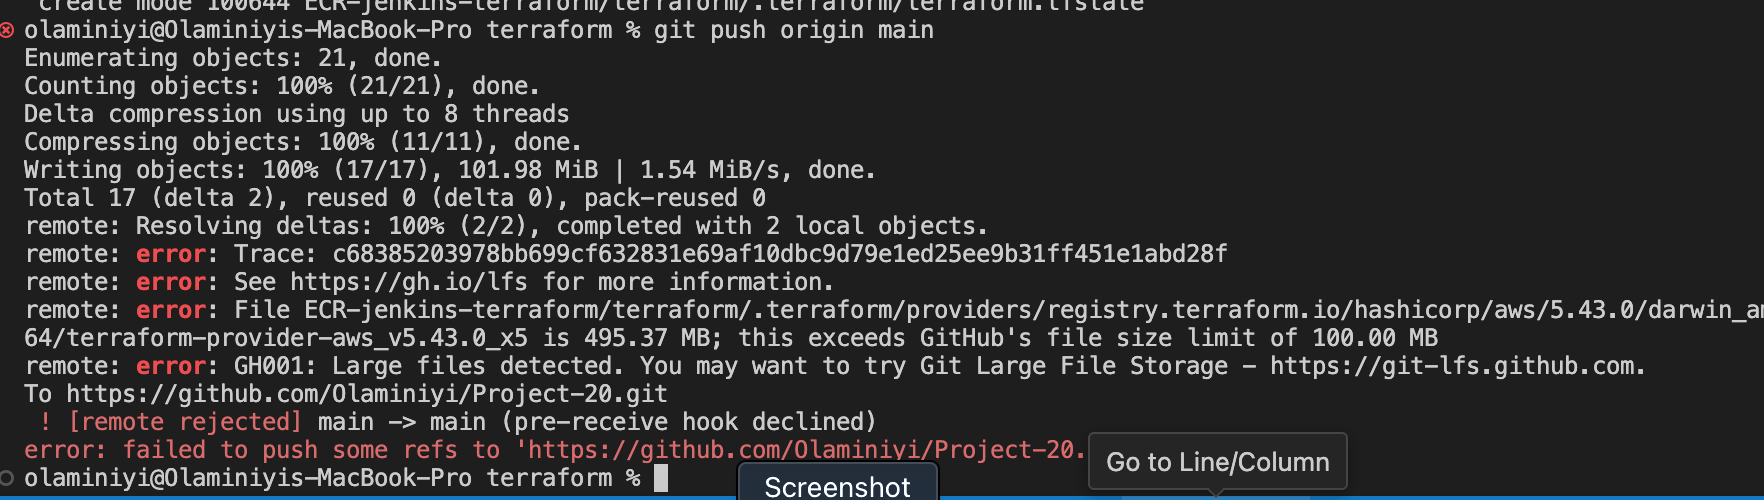 create mode 100644 ECR-jenkins-terraform/terraform/.terraform/terraform.tfstate
olaminiyi@Olaminiyis-MacBook-Pro terraform % git push origin main
Enumerating objects: 21, done.
Counting objects: 100% (21/21), done.
Delta compression using up to 8 threads
Compressing objects: 100% (11/11), done.
Writing objects: 100% (17/17), 101.98 MiB | 1.54 MiB/s, done.
Total 17 (delta 2), reused 0 (delta 0), pack-reused 0
remote: Resolving deltas: 100% (2/2), completed with 2 local objects.
remote: error: Trace: c68385203978bb699cf632831e69af10dbc9d79e1ed25ee9b31ff451e1abd28f
remote: error: See https://gh.io/lfs for more information.
remote: error: File ECR-jenkins-terraform/terraform/.terraform/providers/registry.terraform.io/hashicorp/aws/5.43.0/darwin_a
64/terraform-provider-aws_v5.43.0_x5 is 495.37 MB; this exceeds GitHub's file size limit of 100.00 MB
remote: error: GH001: Large files detected. You may want to try Git Large File Storage - https://git-lfs.github.com.
To https://github.com/Olaminiyi/Project-20.git
! [remote rejected] main -> main (pre-receive hook declined)
error: failed to push some refs to 'https://github.com/Olaminiyi/Project-20.
Go to Line/Column
olaminiyi@Olaminiyis-MacBook-Pro terraform %
Screenshot